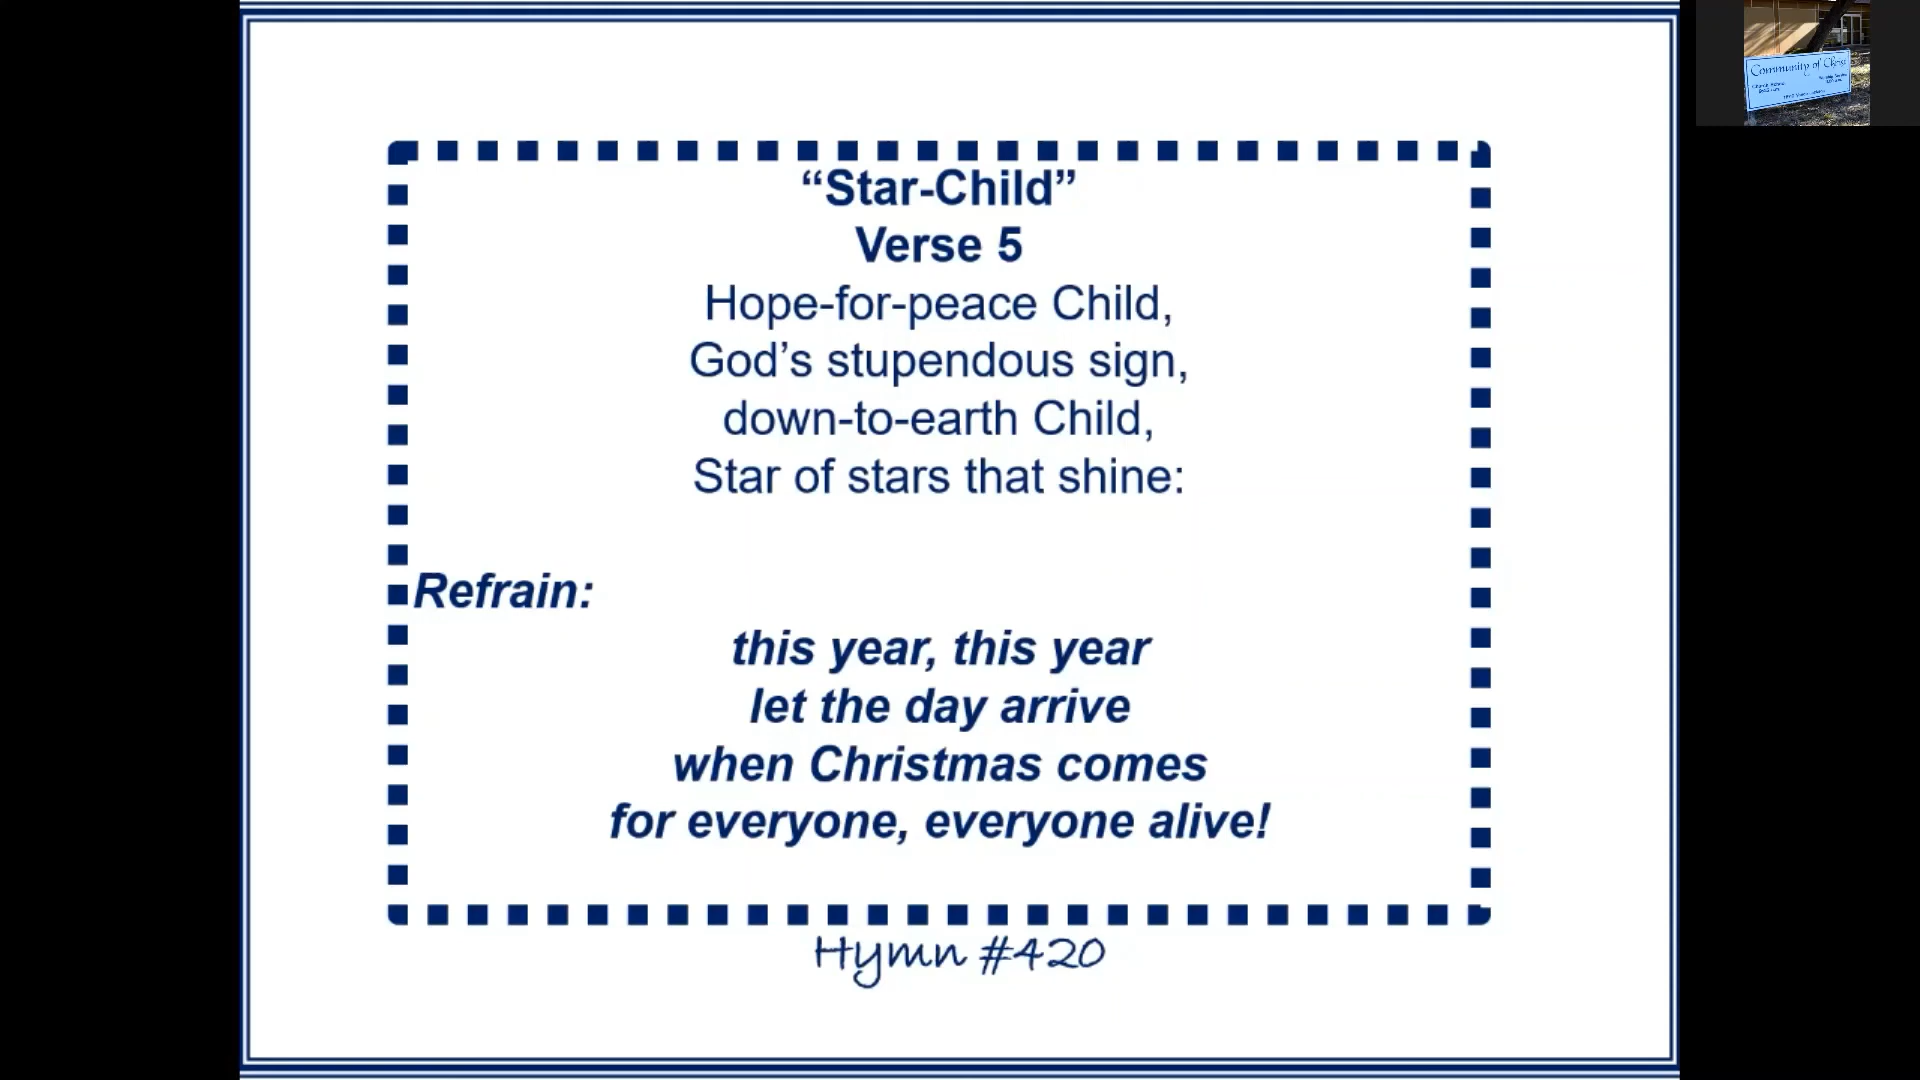 “Star-Child”
Verse 5
Hope-for-peace Child,
God’s stupendous sign,
down-to-earth Child,
Star of stars that shine:
Refrain:
this year, this year
let the day arrive
when Christmas comes
for everyone, everyone alive!
Hymn #420
Community of Christ